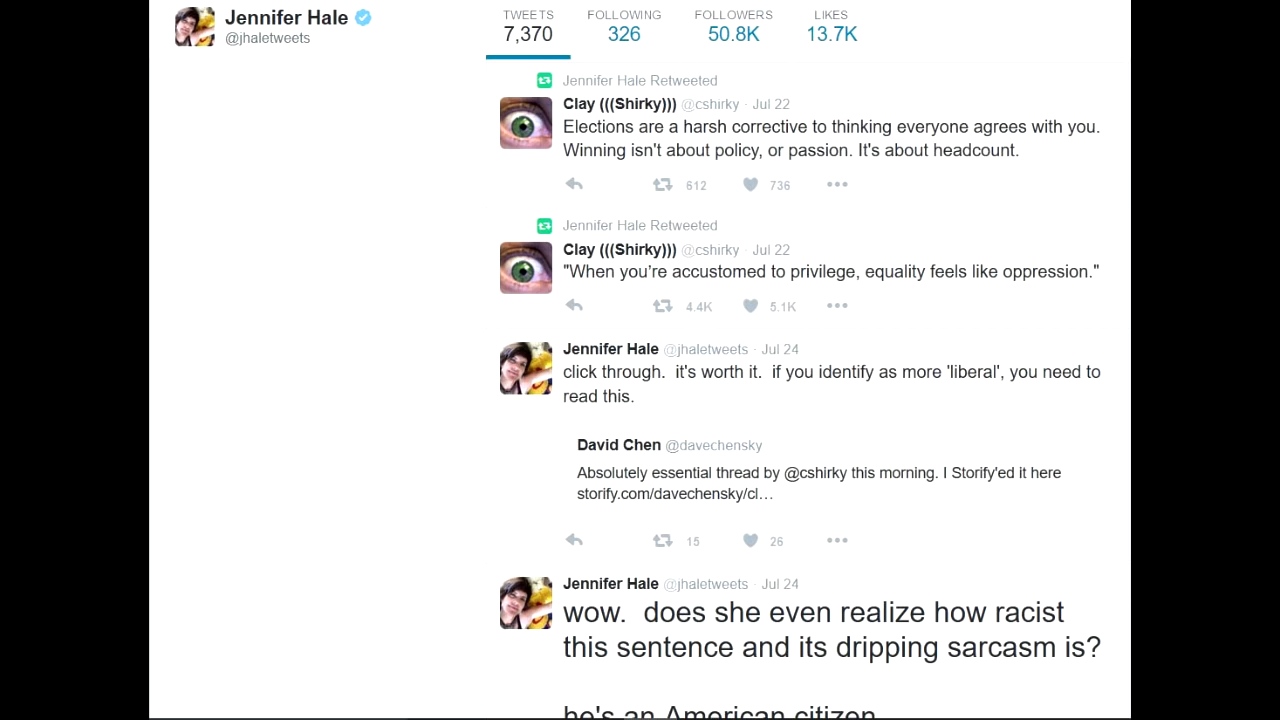 Jennifer Hale
@jhaletweets
TWEETS FOLLOWING FOLLOWERS LIKES
7,370 326 50.8K 13.7K
Jennifer Hale Retweeted
Clay (((Shirky))) @cshirky · Jul 22
Elections are a harsh corrective to thinking everyone agrees with you.
Winning isn't about policy, or passion. It's about headcount.
612 736 •••
Jennifer Hale Retweeted
Clay (((Shirky))) @cshirky · Jul 22
"When you're accustomed to privilege, equality feels like oppression."
4.4K 5.1K •••
Jennifer Hale @jhaletweets · Jul 24
click through. it's worth it. if you identify as more 'liberal', you need to
read this.
David Chen @davechensky
Absolutely essential thread by @cshirky this morning. I Storify'ed it here
storify.com/davechensky/cl…
15 26 •••
Jennifer Hale @jhaletweets · Jul 24
wow. does she even realize how racist
this sentence and its dripping sarcasm is?
he's an American citizen